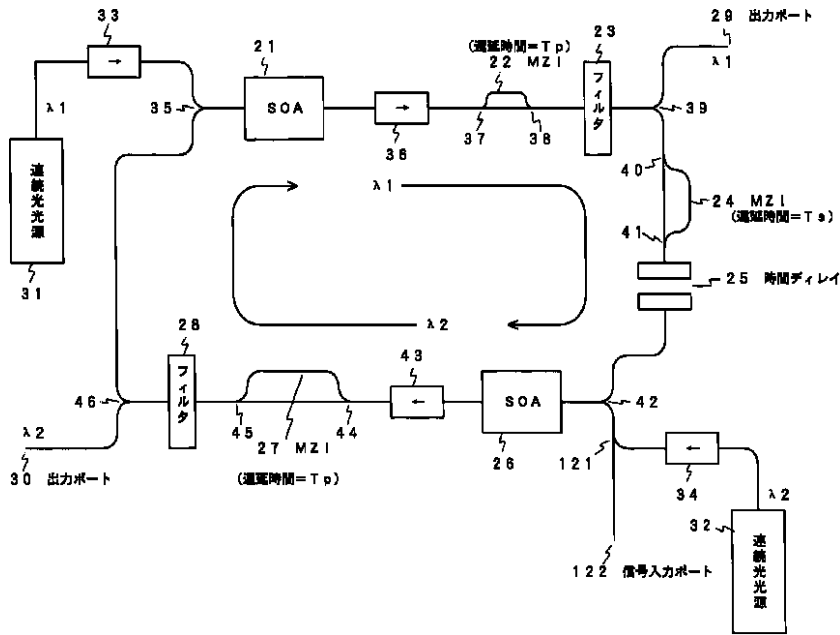 33
29 出力ポート
21
(遅延時間=Tp)
22 MZI
23
λ1
→
SOA
→
フィルタ
λ1
35
36
37
38
39
連続光光源
31
λ1
40
24 MZI
(遅延時間=Ts)
41
25 時間ディレイ
λ2
28
43
フィルタ
←
SOA
42
46
45
44
27 MZI
26
121
←
λ2
30 出力ポート
(遅延時間=Tp)
34
λ2
32
連続光光源
122 信号入力ポート